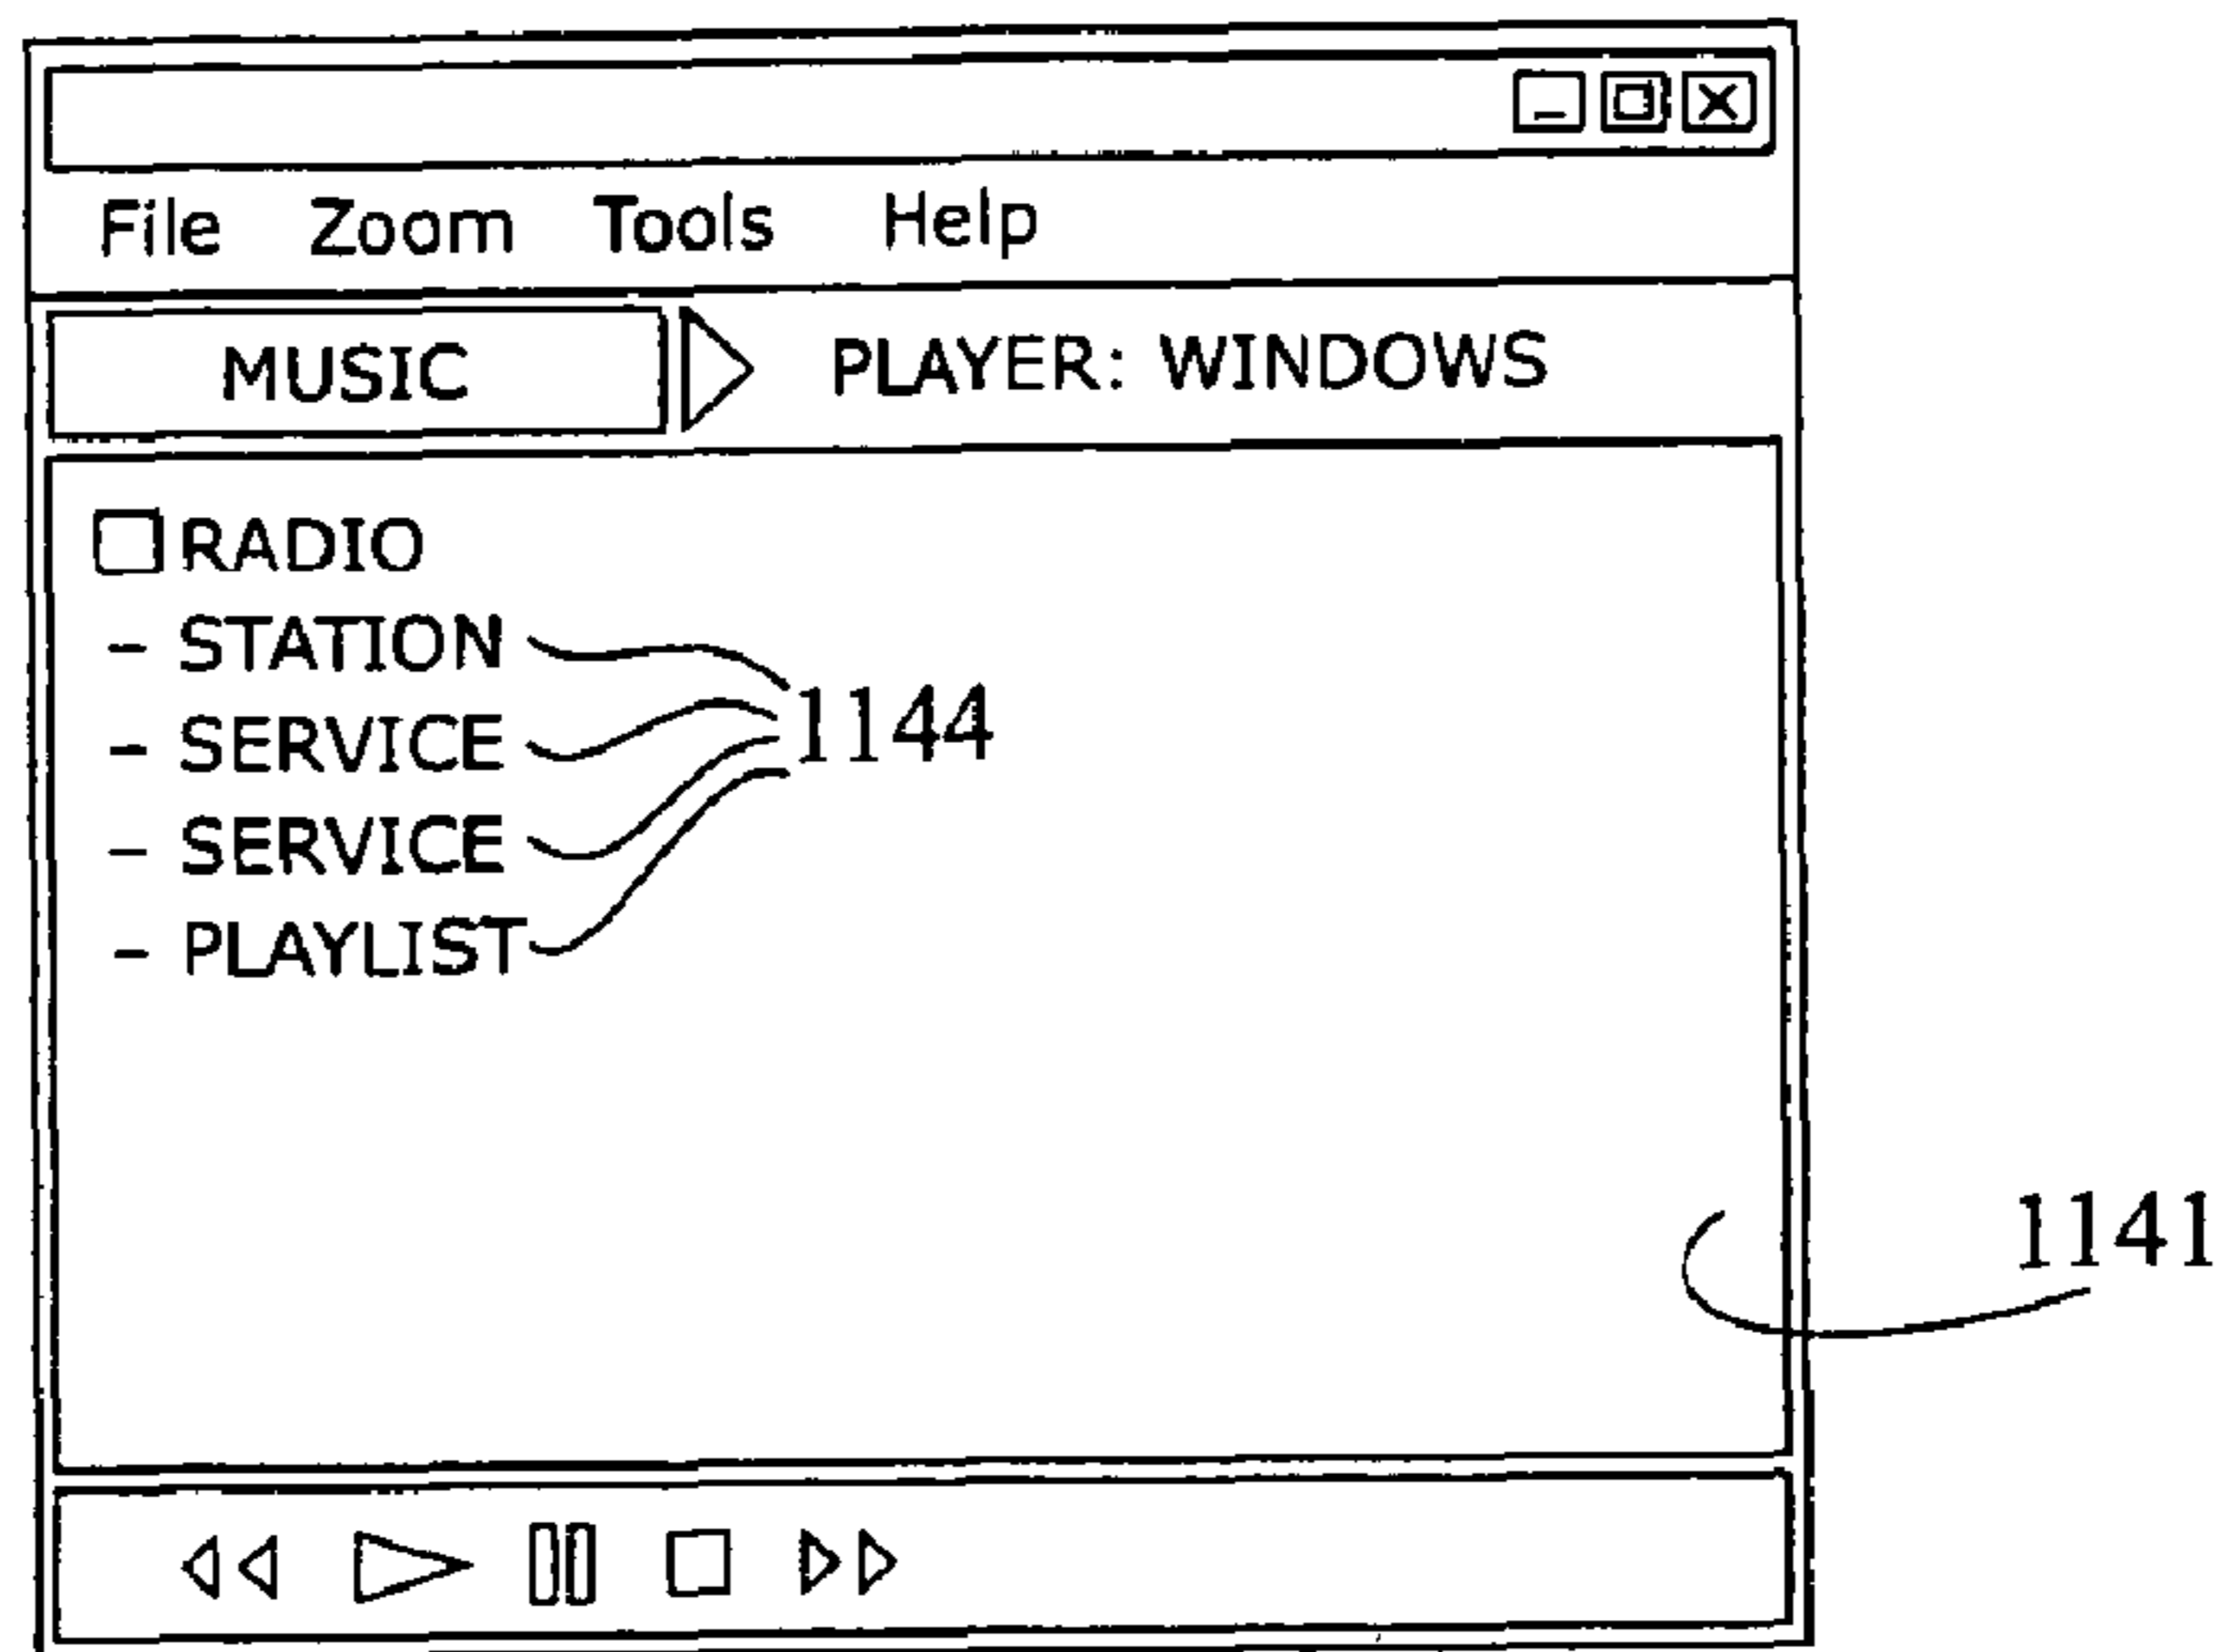 File Zoom Tools Help
MUSIC PLAYER: WINDOWS
RADIO
- STATION
1144
- SERVICE
- SERVICE
- PLAYLIST
1141